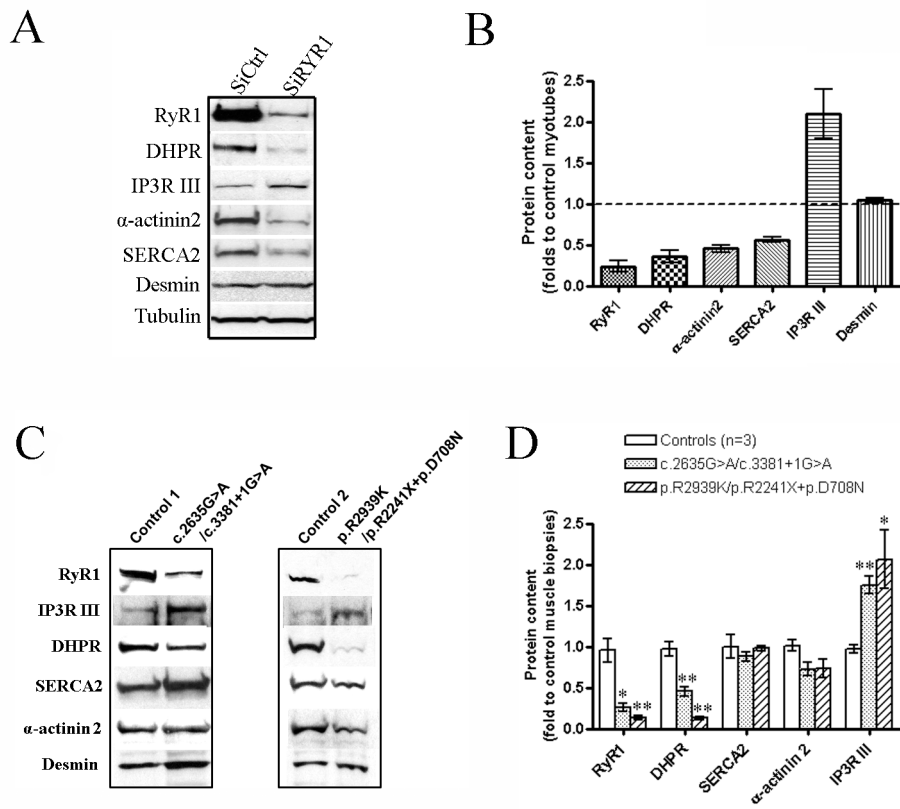 A
SiCtrl
SiRYR1
RyR1
DHPR
IP3R III
α-actinin2
SERCA2
Desmin
Tubulin
B
Protein content
(folds to control myotubes)
2.5
2.0
1.5
1.0
0.5
0.0
RyR1
DHPR
α-actinin2
SERCA2
IP3R III
Desmin
C
Control 1
c.2635G>A
/c.3381+1G>A
Control 2
p.R2939K
/p.R2241X+p.D708N
RyR1
IP3R III
DHPR
SERCA2
α-actinin 2
Desmin
D
Controls (n=3)
c.2635G>A/c.3381+1G>A
p.R2939K/p.R2241X+p.D708N
Protein content
(fold to control muscle biopsies)
2.5
2.0
1.5
1.0
0.5
0.0
* ** ** ** ** *
RyR1
DHPR
SERCA2
α-actinin 2
IP3R III